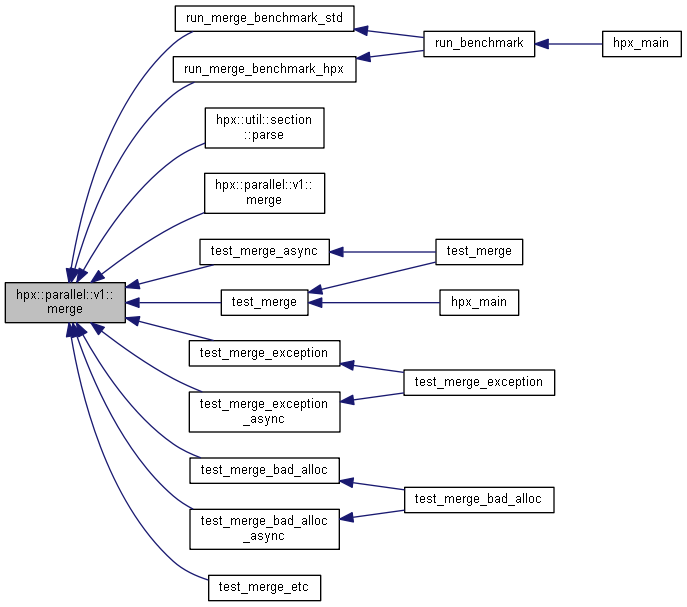 run_merge_benchmark_std
run_benchmark
hpx_main
run_merge_benchmark_hpx
hpx::util::section
::parse
hpx::parallel::v1::
merge
test_merge_async
test_merge
hpx::parallel::v1::
merge
test_merge
hpx_main
test_merge_exception
test_merge_exception
test_merge_exception
_async
test_merge_bad_alloc
test_merge_bad_alloc
test_merge_bad_alloc
_async
test_merge_etc